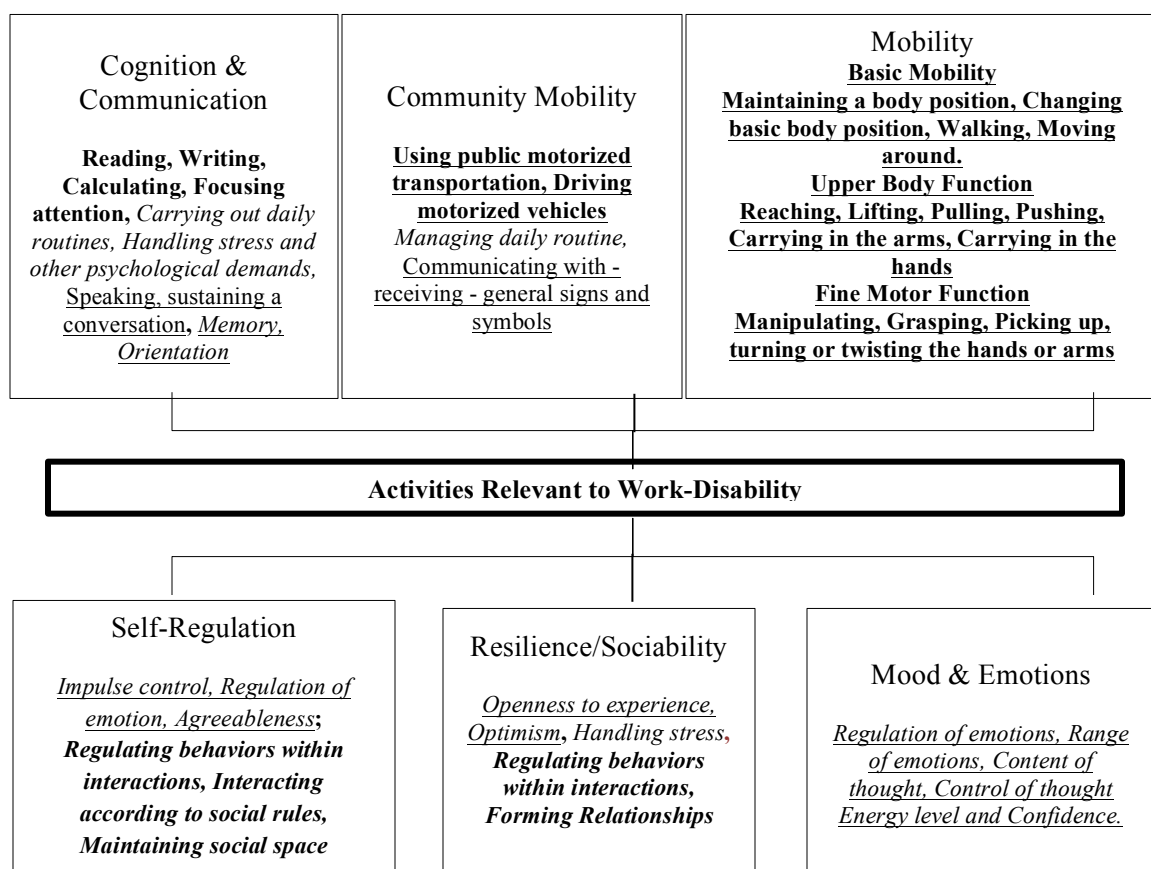 Cognition &
Communication
Reading, Writing,
Calculating, Focusing
attention, Carrying out daily
routines, Handling stress and
other psychological demands,
Speaking, sustaining a
conversation, Memory,
Orientation
Community Mobility
Using public motorized
transportation, Driving
motorized vehicles
Managing daily routine,
Communicating with -
receiving - general signs and
symbols
Mobility
Basic Mobility
Maintaining a body position, Changing
basic body position, Walking, Moving
around.
Upper Body Function
Reaching, Lifting, Pulling, Pushing,
Carrying in the arms, Carrying in the
hands
Fine Motor Function
Manipulating, Grasping, Picking up,
turning or twisting the hands or arms
Activities Relevant to Work-Disability
Self-Regulation
Impulse control, Regulation of
emotion, Agreeableness;
Regulating behaviors within
interactions, Interacting
according to social rules,
Maintaining social space
Resilience/Sociability
Openness to experience,
Optimism, Handling stress,
Regulating behaviors
within interactions,
Forming Relationships
Mood & Emotions
Regulation of emotions, Range
of emotions, Content of
thought, Control of thought
Energy level and Confidence.